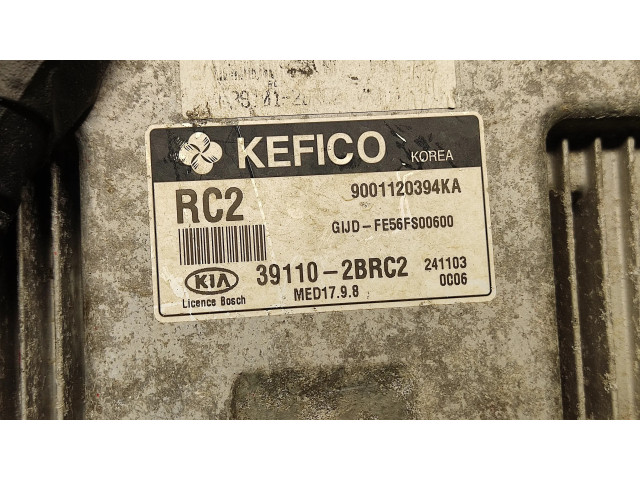 KEFICO KOREA
RC2 9001120394KA
GIJD-FE56FS00600
KIA 39110-2BRC2 241103
Licence Bosch MED17.9.8 0C06